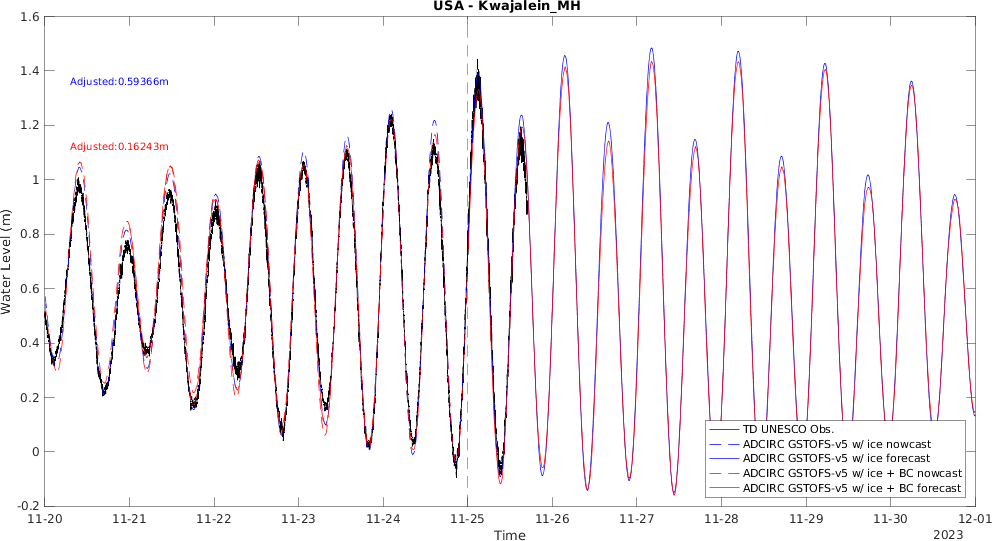 USA - Kwajalein_MH
1.6
1.4
1.2
1
0.8
0.6
0.4
0.2
0
-0.2
Water Level (m)
Adjusted:0.59366m
Adjusted:0.16243m
TD UNESCO Obs.
ADCIRC GSTOFS-v5 w/ ice nowcast
ADCIRC GSTOFS-v5 w/ ice forecast
ADCIRC GSTOFS-v5 w/ ice + BC nowcast
ADCIRC GSTOFS-v5 w/ ice + BC forecast
11-20 11-21 11-22 11-23 11-24 11-25 11-26 11-27 11-28 11-29 11-30 12-01
Time
2023